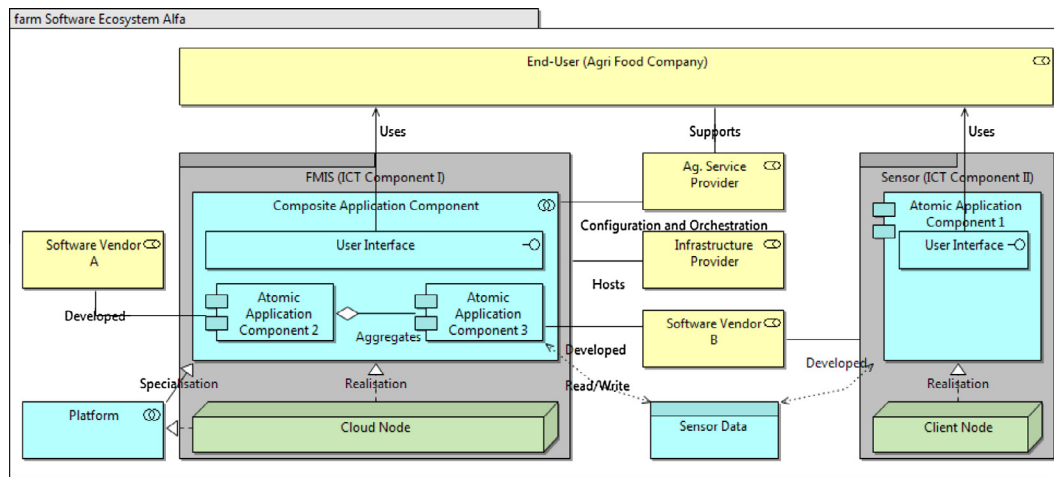 farm Software Ecosystem Alfa
End-User (Agri Food Company)
Uses
Supports
Uses
FMIS (ICT Component I)
Ag. Service
Provider
Sensor (ICT Component II)
Composite Application Component
Atomic Application
Component 1
Configuration and Orchestration
Software Vendor
A
User Interface
Infrastructure
Provider
User Interface
Hosts
Atomic
Application
Component 2
Atomic
Application
Component 3
Developed
Aggregates
Software Vendor
B
Developed
Developed
Specialisation
Realisation
Read/Write
Realisation
Platform
Cloud Node
Sensor Data
Client Node